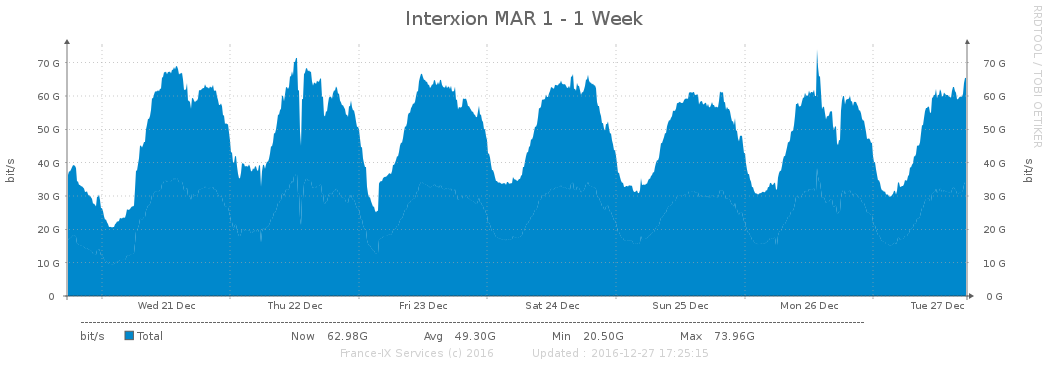 Interxion MAR 1 - 1 Week
RRDTOOL / TOBI OETIKER
bit/s
70 G 70 G
60 G 60 G
50 G 50 G
40 G 40 G
30 G 30 G
20 G 20 G
10 G 10 G
0 0 G
bit/s
Wed 21 Dec Thu 22 Dec Fri 23 Dec Sat 24 Dec Sun 25 Dec Mon 26 Dec Tue 27 Dec
bit/s Total Now 62.98G Avg 49.30G Min 20.50G Max 73.96G
France-IX Services (c) 2016 Updated : 2016-12-27 17:25:15